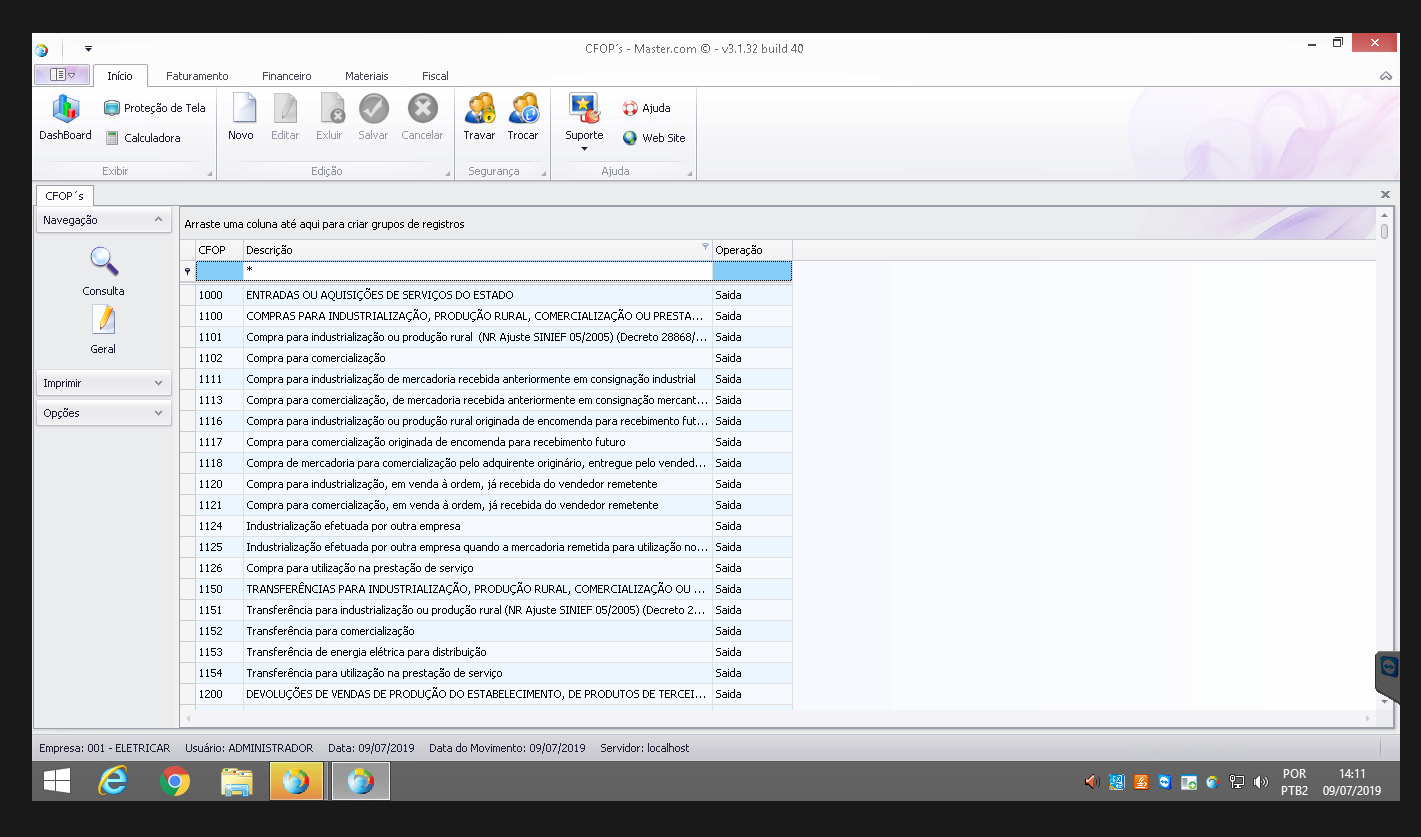 CFOP´s - Master.com © - v3.1.32 build 40
Início Faturamento Financeiro Materiais Fiscal
DashBoard Proteção de Tela Calculadora Novo Editar Exluir Salvar Cancelar Travar Trocar Suporte Ajuda Web Site
Exibir Edição Segurança Ajuda
CFOP´s
Navegação
Consulta
Geral
Imprimir
Opções
Arraste uma coluna até aqui para criar grupos de registros
CFOP Descrição Operação
*
1000 ENTRADAS OU AQUISIÇÕES DE SERVIÇOS DO ESTADO Saida
1100 COMPRAS PARA INDUSTRIALIZAÇÃO, PRODUÇÃO RURAL, COMERCIALIZAÇÃO OU PRESTA... Saida
1101 Compra para industrialização ou produção rural (NR Ajuste SINIEF 05/2005) (Decreto 28868/... Saida
1102 Compra para comercialização Saida
1111 Compra para industrialização de mercadoria recebida anteriormente em consignação industrial Saida
1113 Compra para comercialização, de mercadoria recebida anteriormente em consignação mercant... Saida
1116 Compra para industrialização ou produção rural originada de encomenda para recebimento fut... Saida
1117 Compra para comercialização originada de encomenda para recebimento futuro Saida
1118 Compra de mercadoria para comercialização pelo adquirente originário, entregue pelo vended... Saida
1120 Compra para industrialização, em venda à ordem, já recebida do vendedor remetente Saida
1121 Compra para comercialização, em venda à ordem, já recebida do vendedor remetente Saida
1124 Industrialização efetuada por outra empresa Saida
1125 Industrialização efetuada por outra empresa quando a mercadoria remetida para utilização no... Saida
1126 Compra para utilização na prestação de serviço Saida
1150 TRANSFERÊNCIAS PARA INDUSTRIALIZAÇÃO, PRODUÇÃO RURAL, COMERCIALIZAÇÃO OU ... Saida
1151 Transferência para industrialização ou produção rural (NR Ajuste SINIEF 05/2005) (Decreto 2... Saida
1152 Transferência para comercialização Saida
1153 Transferência de energia elétrica para distribuição Saida
1154 Transferência para utilização na prestação de serviço Saida
1200 DEVOLUÇÕES DE VENDAS DE PRODUÇÃO DO ESTABELECIMENTO, DE PRODUTOS DE TERCEI... Saida
Empresa: 001 - ELETRICAR Usuário: ADMINISTRADOR Data: 09/07/2019 Data do Movimento: 09/07/2019 Servidor: localhost
POR 14:11
PTB2 09/07/2019